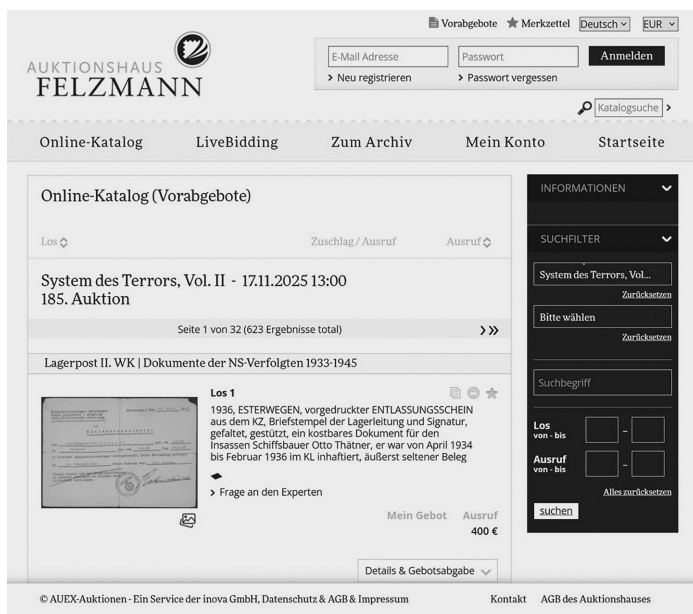 Vorabgebote Merkzettel Deutsch EUR
AUKTIONSHAUS
FELZMANN
E-Mail Adresse Passwort Anmelden
> Neu registrieren > Passwort vergessen
Katalogsuche >
Online-Katalog LiveBidding Zum Archiv Mein Konto Startseite
Online-Katalog (Vorabgebote)
Los Zuschlag / Ausruf Ausruf
System des Terrors, Vol. II - 17.11.2025 13:00
185. Auktion
Seite 1 von 32 (623 Ergebnisse total)
Lagerpost II. WK | Dokumente der NS-Verfolgten 1933-1945
Los 1
1936, ESTERWEGEN, vorgedruckter ENTLASSUNGSSCHEIN
aus dem KZ, Briefstempel der Lagerleitung und Signatur,
gefaltet, gestützt, ein kostbares Dokument für den
Insassen Schiffsbauer Otto Thätner, er war von April 1934
bis Februar 1936 im KL inhaftiert, äußerst seltener Beleg
> Frage an den Experten
Mein Gebot Ausruf
400 €
Details & Gebotsabgabe
INFORMATIONEN
SUCHFILTER
System des Terrors, Vol...
Zurücksetzen
Bitte wählen
Zurücksetzen
Suchbegriff
Los
von - bis -
Ausruf
von - bis -
Alles zurücksetzen
suchen
© AUEX-Auktionen - Ein Service der inova GmbH, Datenschutz & AGB & Impressum Kontakt AGB des Auktionshauses